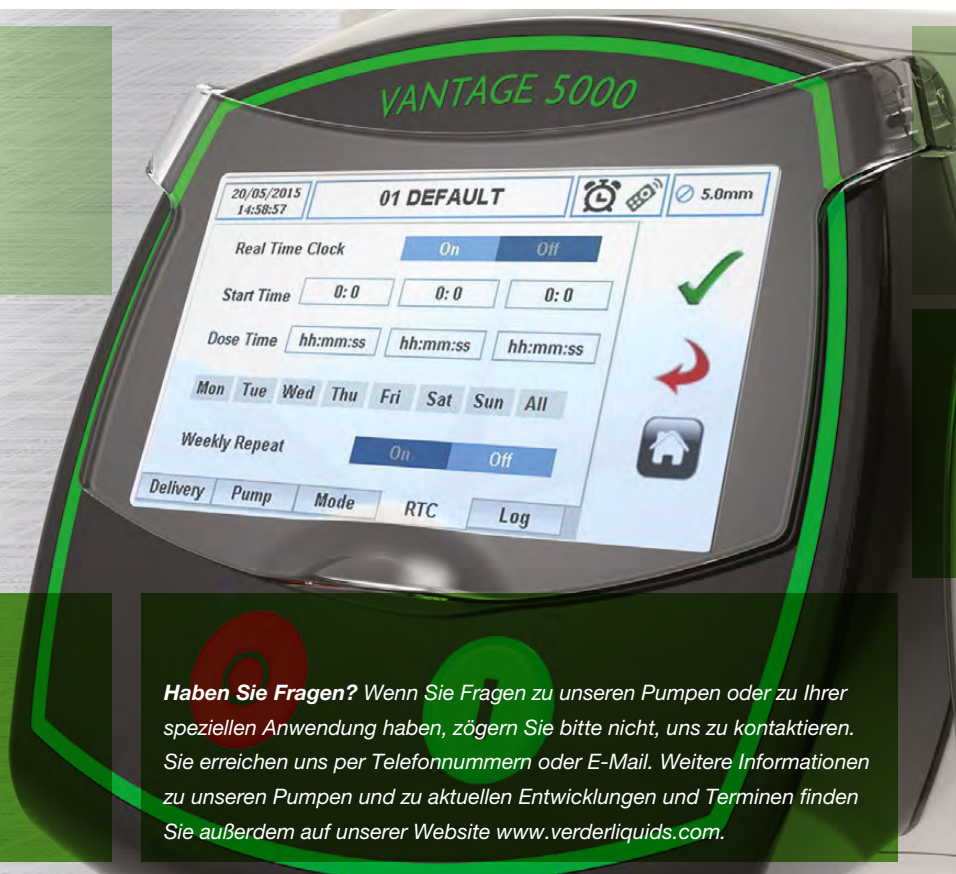 VANTAGE 5000
20/05/2015
14:58:57
01 DEFAULT
5.0mm
Real Time Clock On Off
Start Time 0: 0 0: 0 0: 0
Dose Time hh:mm:ss hh:mm:ss hh:mm:ss
Mon Tue Wed Thu Fri Sat Sun All
Weekly Repeat On Off
Delivery Pump Mode RTC Log
Haben Sie Fragen? Wenn Sie Fragen zu unseren Pumpen oder zu Ihrer
speziellen Anwendung haben, zögern Sie bitte nicht, uns zu kontaktieren.
Sie erreichen uns per Telefonnummern oder E-Mail. Weitere Informationen
zu unseren Pumpen und zu aktuellen Entwicklungen und Terminen finden
Sie außerdem auf unserer Website www.verderliquids.com.